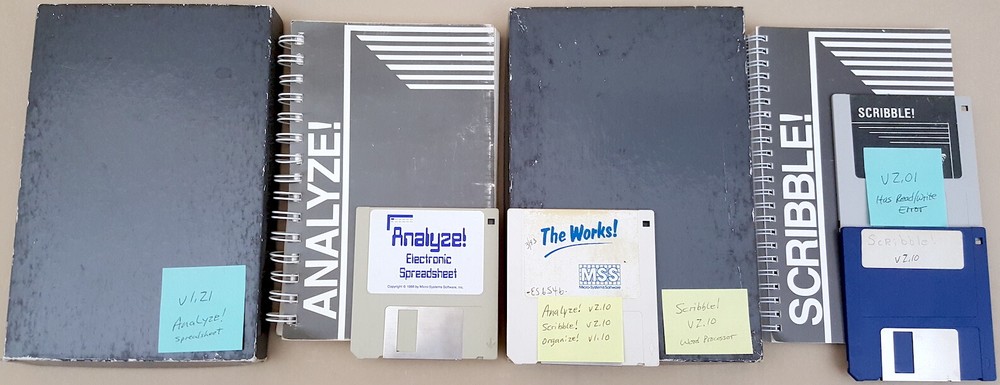 v1.21
Analyze!
Spreadsheet
ANALYZE!
Analyze!
Electronic
Spreadsheet
Copyright © 1986 by Micro-Systems Software, Inc.
The Works!
MSS
Micro-Systems Software
Analyze! v2.10
Scribble! v2.10
Organize! v1.10
Scribble!
v2.10
Word Processor
SCRIBBLE!
SCRIBBLE!
v2.01
Has Read/Write
Error
Scribble!
v2.10